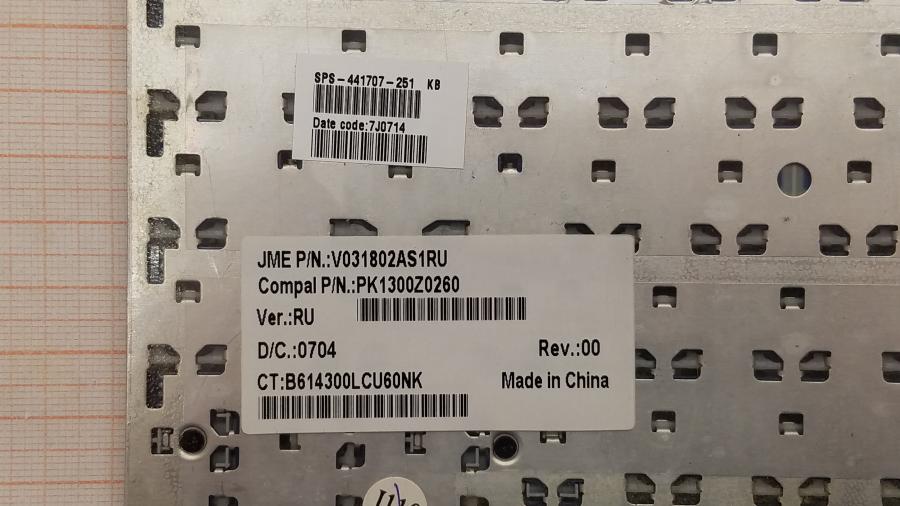 SPS-441707-251 KB
Date code:7J0714
JME P/N.:V031802AS1RU
Compal P/N.:PK1300Z0260
Ver.:RU
D/C.:0704 Rev.:00
CT:B614300LCU60NK Made in China